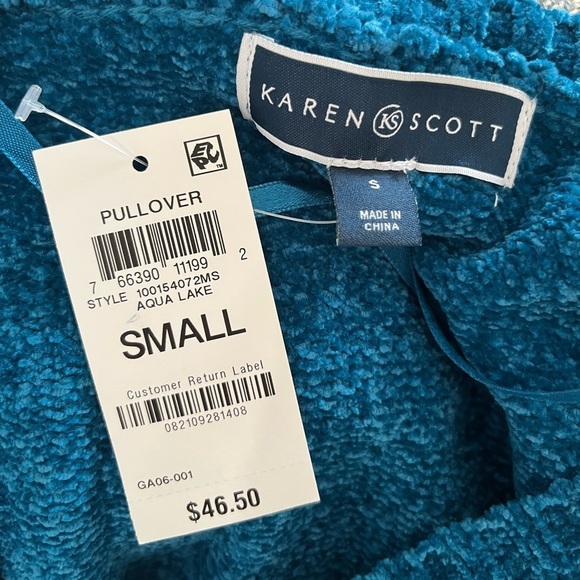 KAREN KS SCOTT
S
MADE IN
CHINA
EPC
PULLOVER
7 66390 11199 2
STYLE 100154072MS
AQUA LAKE
SMALL
Customer Return Label
082109281408
GA06-001
$46.50